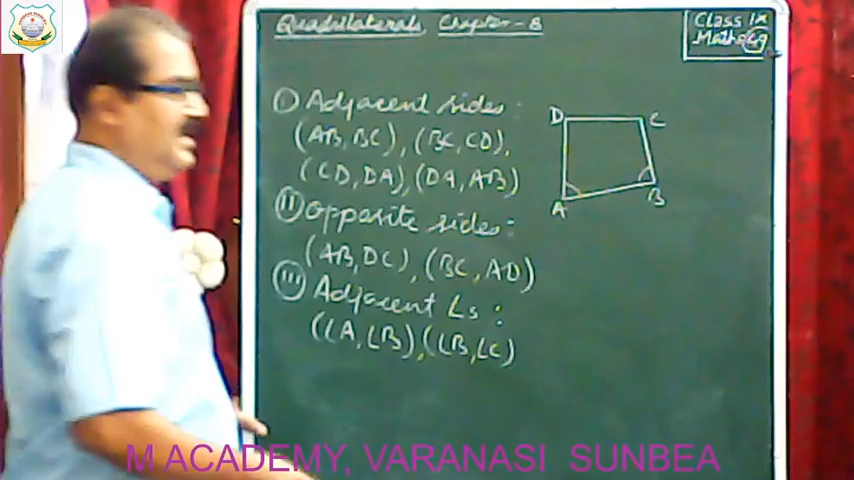 Quadrilaterals, Chapter - 8
Class IX
Maths
(I) Adjacent sides :
(AB, BC), (BC, CD),
(CD, DA), (DA, AB)
(II) opposite sides :
(AB, DC), (BC, AD)
(III) Adjacent ∠s :
(∠A, ∠B), (∠B, ∠C)
D C
A B
M ACADEMY, VARANASI SUNBEA